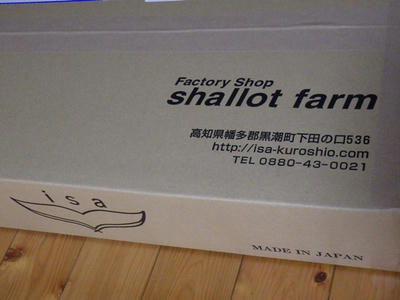 Factory Shop
shallot farm
高知県幡多郡黒潮町下田の口536
http://isa-kuroshio.com
TEL 0880-43-0021
isa
MADE IN JAPAN